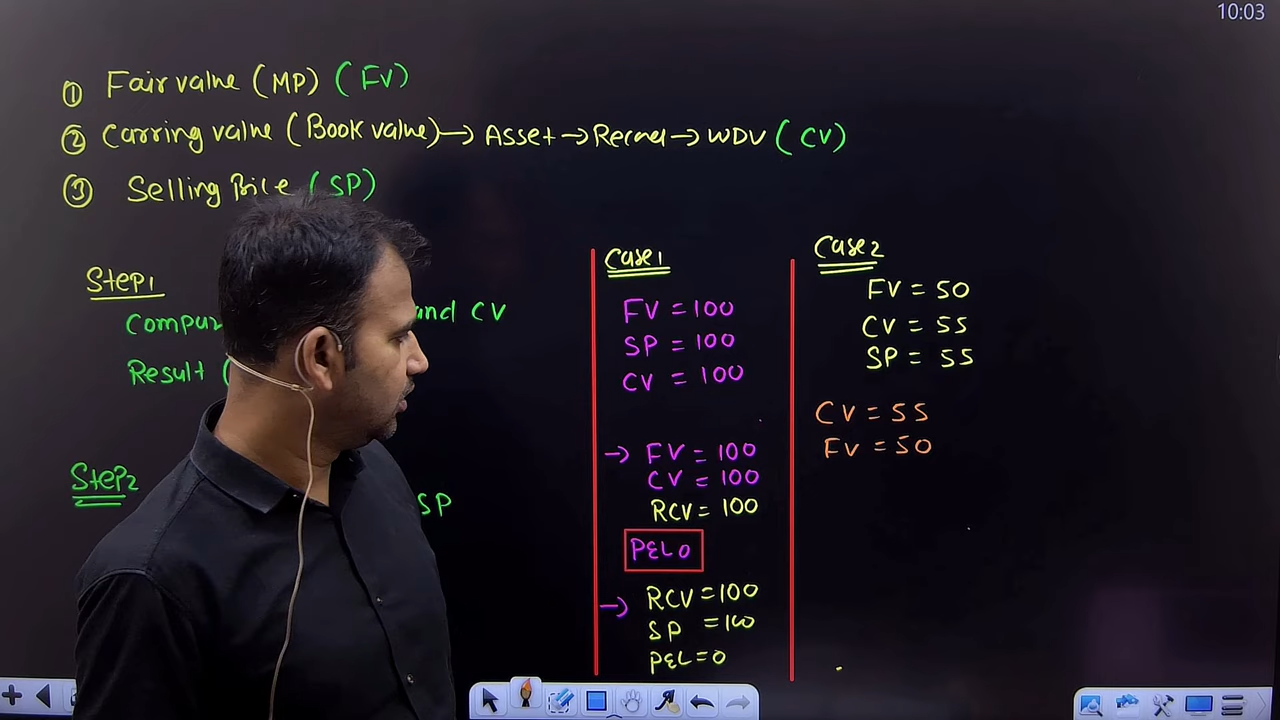 10:03
① Fair value (MP) (FV)
② Carring value (Book value) → Asset → Record → WDV (CV)
③ Selling Price (SP)
Step1
and CV
Result
Step2
SP
Case1
FV = 100
SP = 100
CV = 100
→ FV = 100
CV = 100
RCV = 100
P&L 0
→ RCV = 100
SP = 100
P&L = 0
Case2
FV = 50
CV = 55
SP = 55
CV = 55
FV = 50